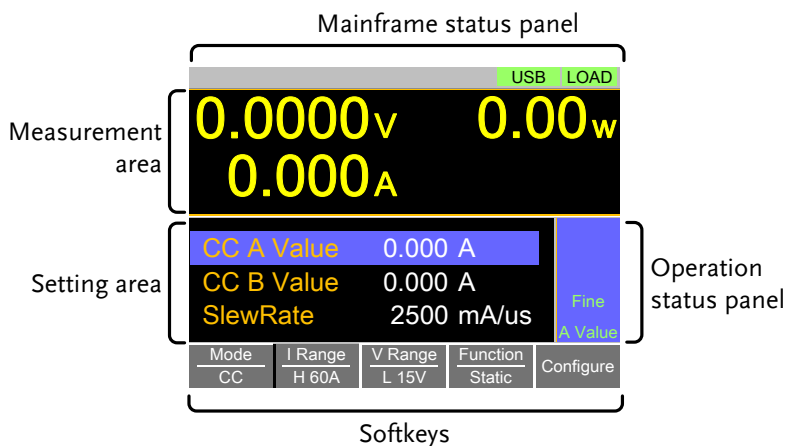 Mainframe status panel
USB LOAD
Measurement
area
0.0000V 0.00W
0.000A
Setting area
CC A Value 0.000 A
CC B Value 0.000 A
SlewRate 2500 mA/us
Fine
A Value
Operation
status panel
Mode I Range V Range Function Configure
CC H 60A L 15V Static
Softkeys